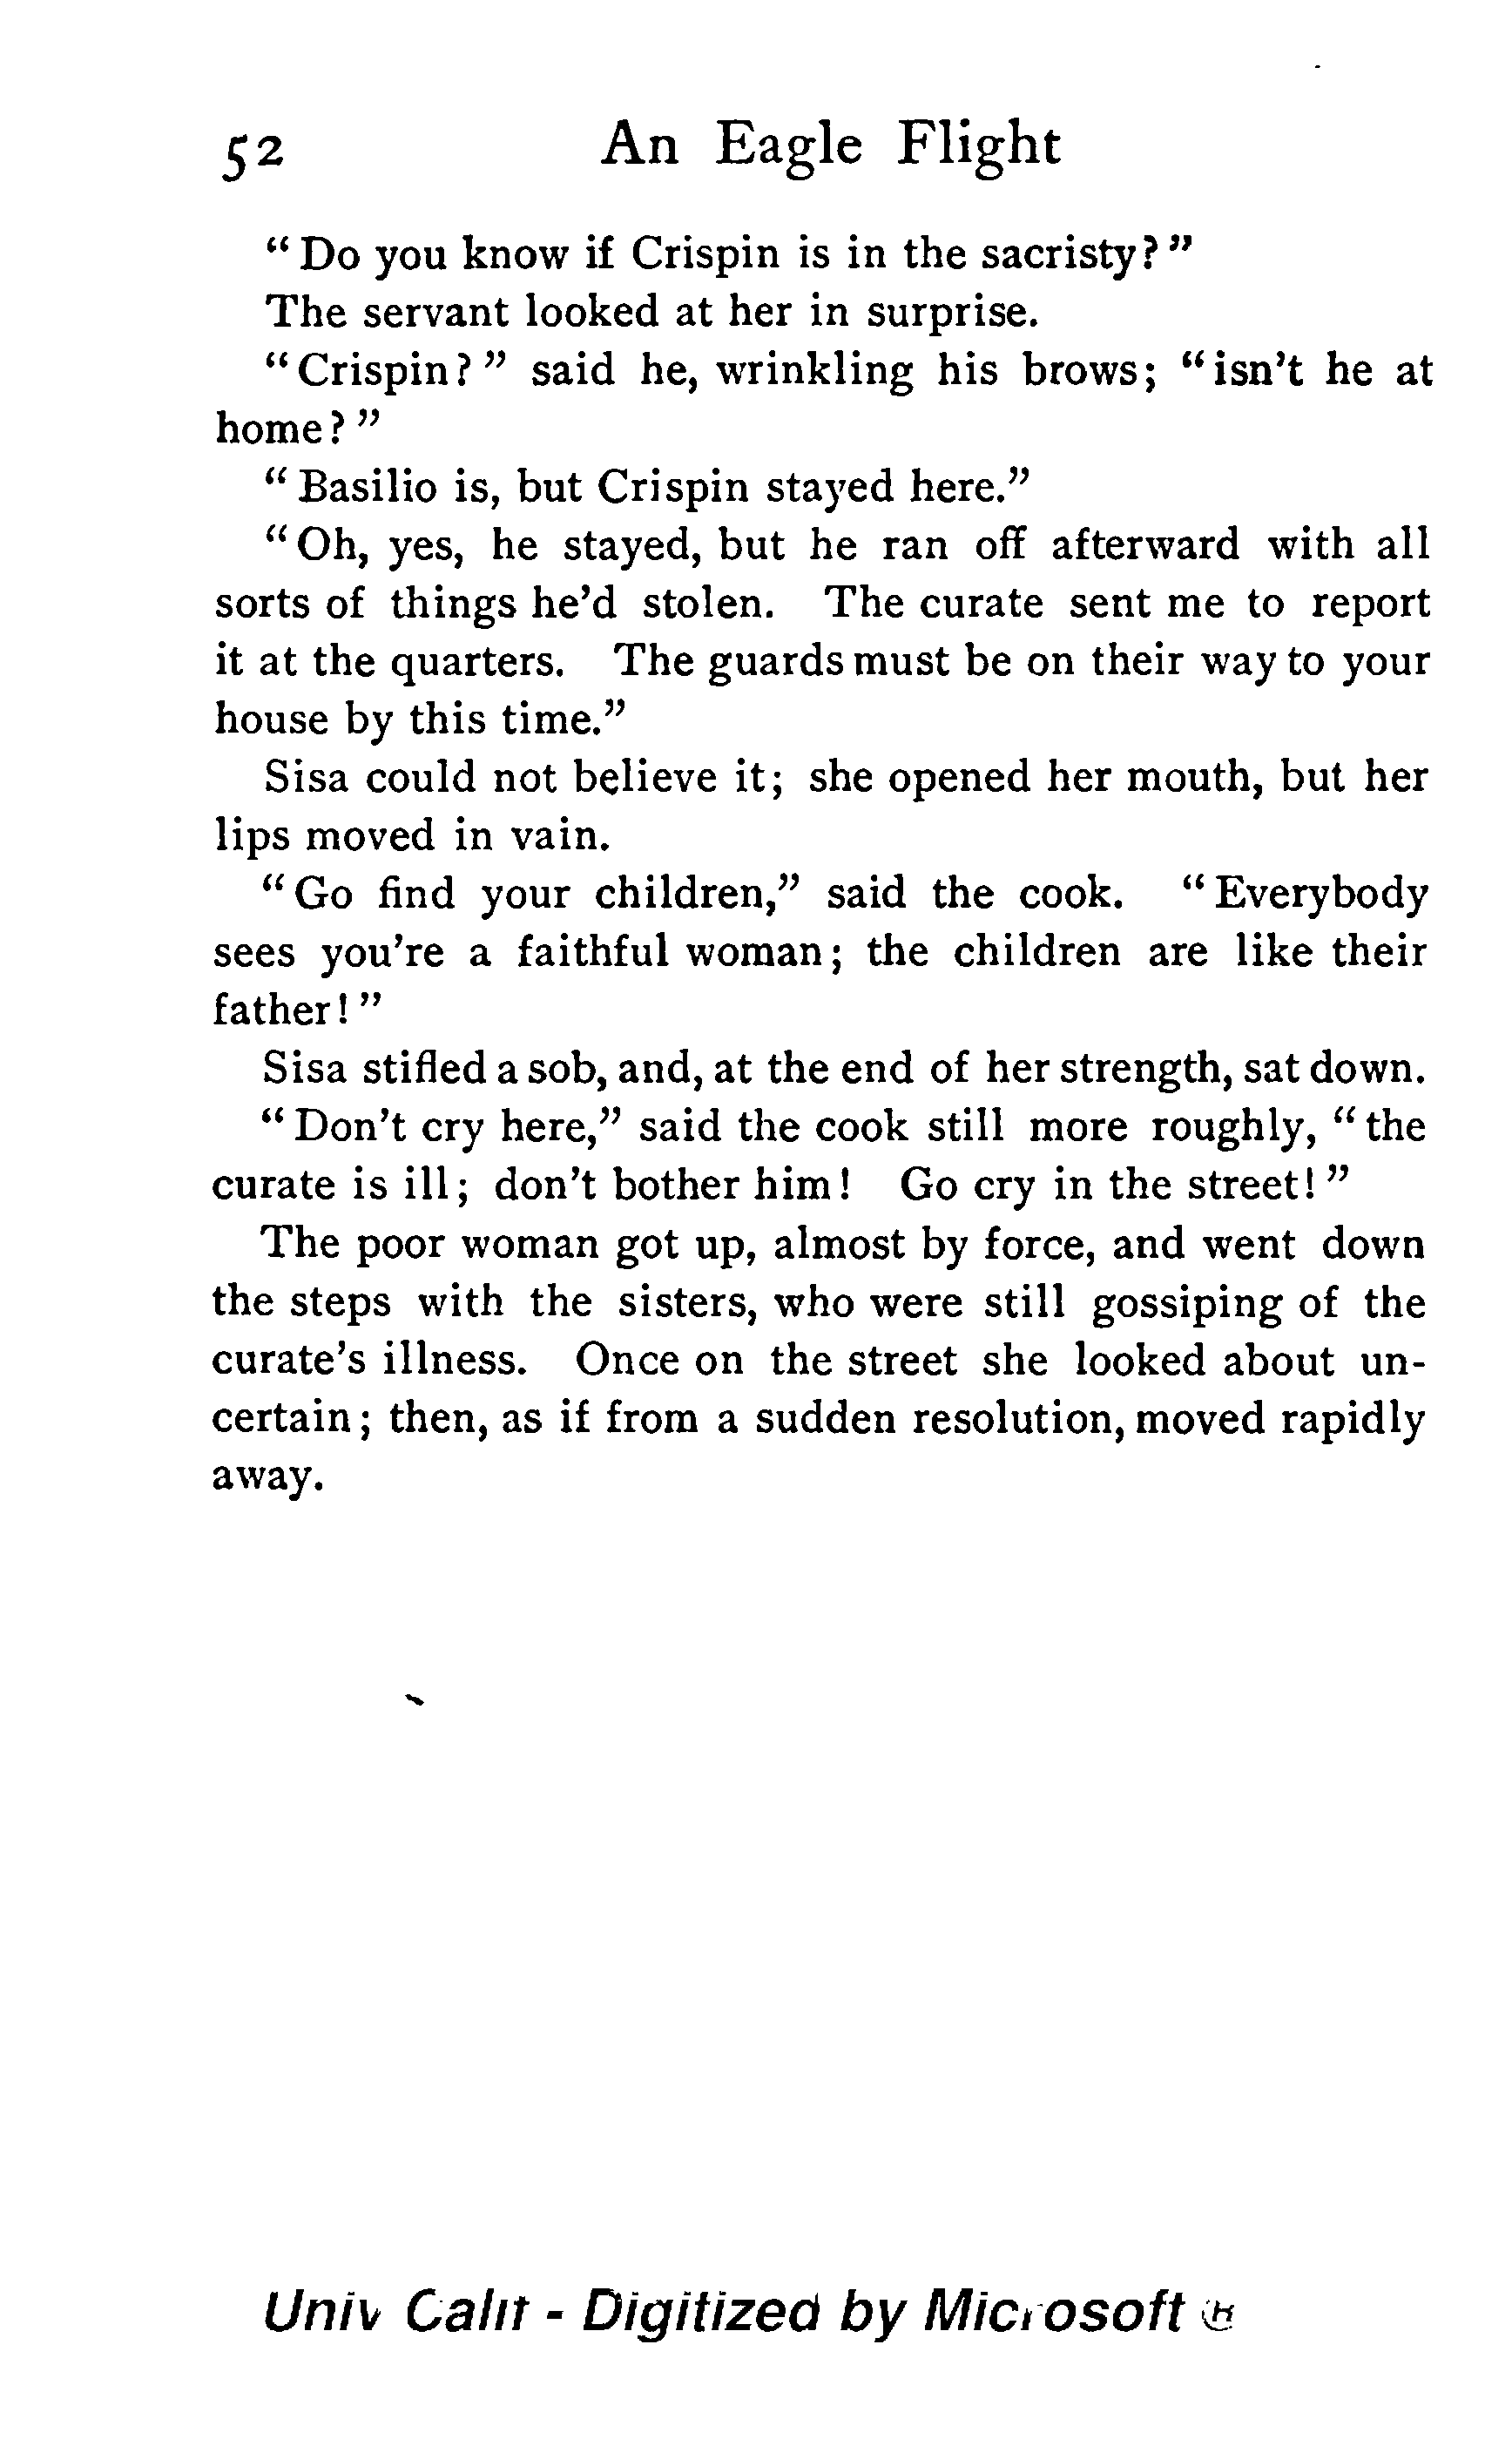 52 An Eagle Flight
"Do you know if Crispin is in the sacristy?"
The servant looked at her in surprise.
"Crispin?" said he, wrinkling his brows; "isn't he at
home?"
"Basilio is, but Crispin stayed here."
"Oh, yes, he stayed, but he ran off afterward with all
sorts of things he'd stolen. The curate sent me to report
it at the quarters. The guards must be on their way to your
house by this time."
Sisa could not believe it; she opened her mouth, but her
lips moved in vain.
"Go find your children," said the cook. "Everybody
sees you're a faithful woman; the children are like their
father!"
Sisa stifled a sob, and, at the end of her strength, sat down.
"Don't cry here," said the cook still more roughly, "the
curate is ill; don't bother him! Go cry in the street!"
The poor woman got up, almost by force, and went down
the steps with the sisters, who were still gossiping of the
curate's illness. Once on the street she looked about un-
certain; then, as if from a sudden resolution, moved rapidly
away.
Univ Calif - Digitized by Microsoft ®